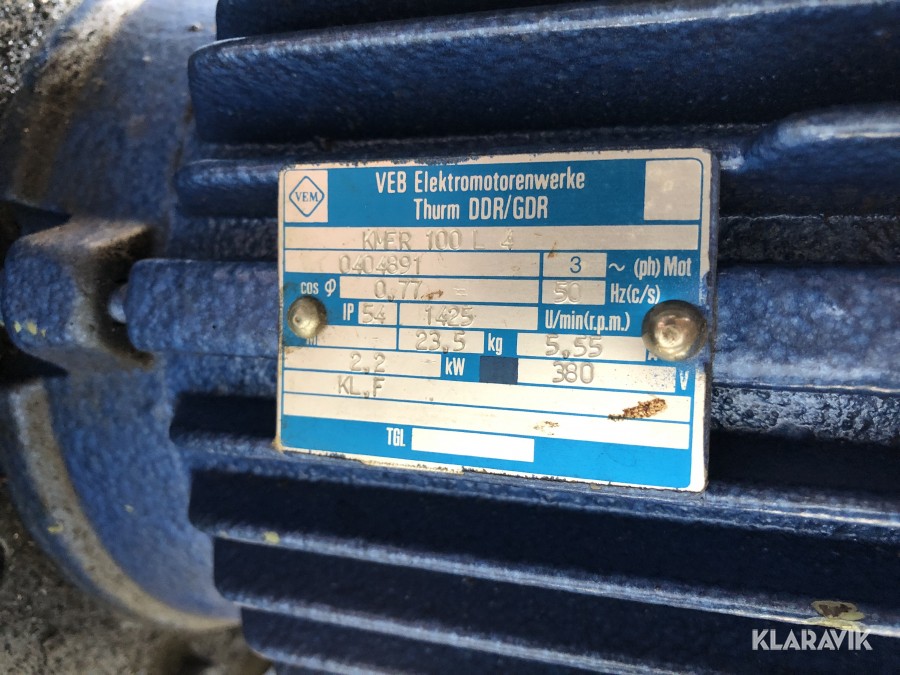 VEM
VEB Elektromotorenwerke
Thurm DDR/GDR
KMER 100 L 4
0404891 3 ~ (ph) Mot
cos φ 0,77 50 Hz(c/s)
IP 54 1425 U/min(r.p.m.)
23,5 kg 5,55 A
2,2 kW 380 V
KL,F
TGL
KLARAVIK